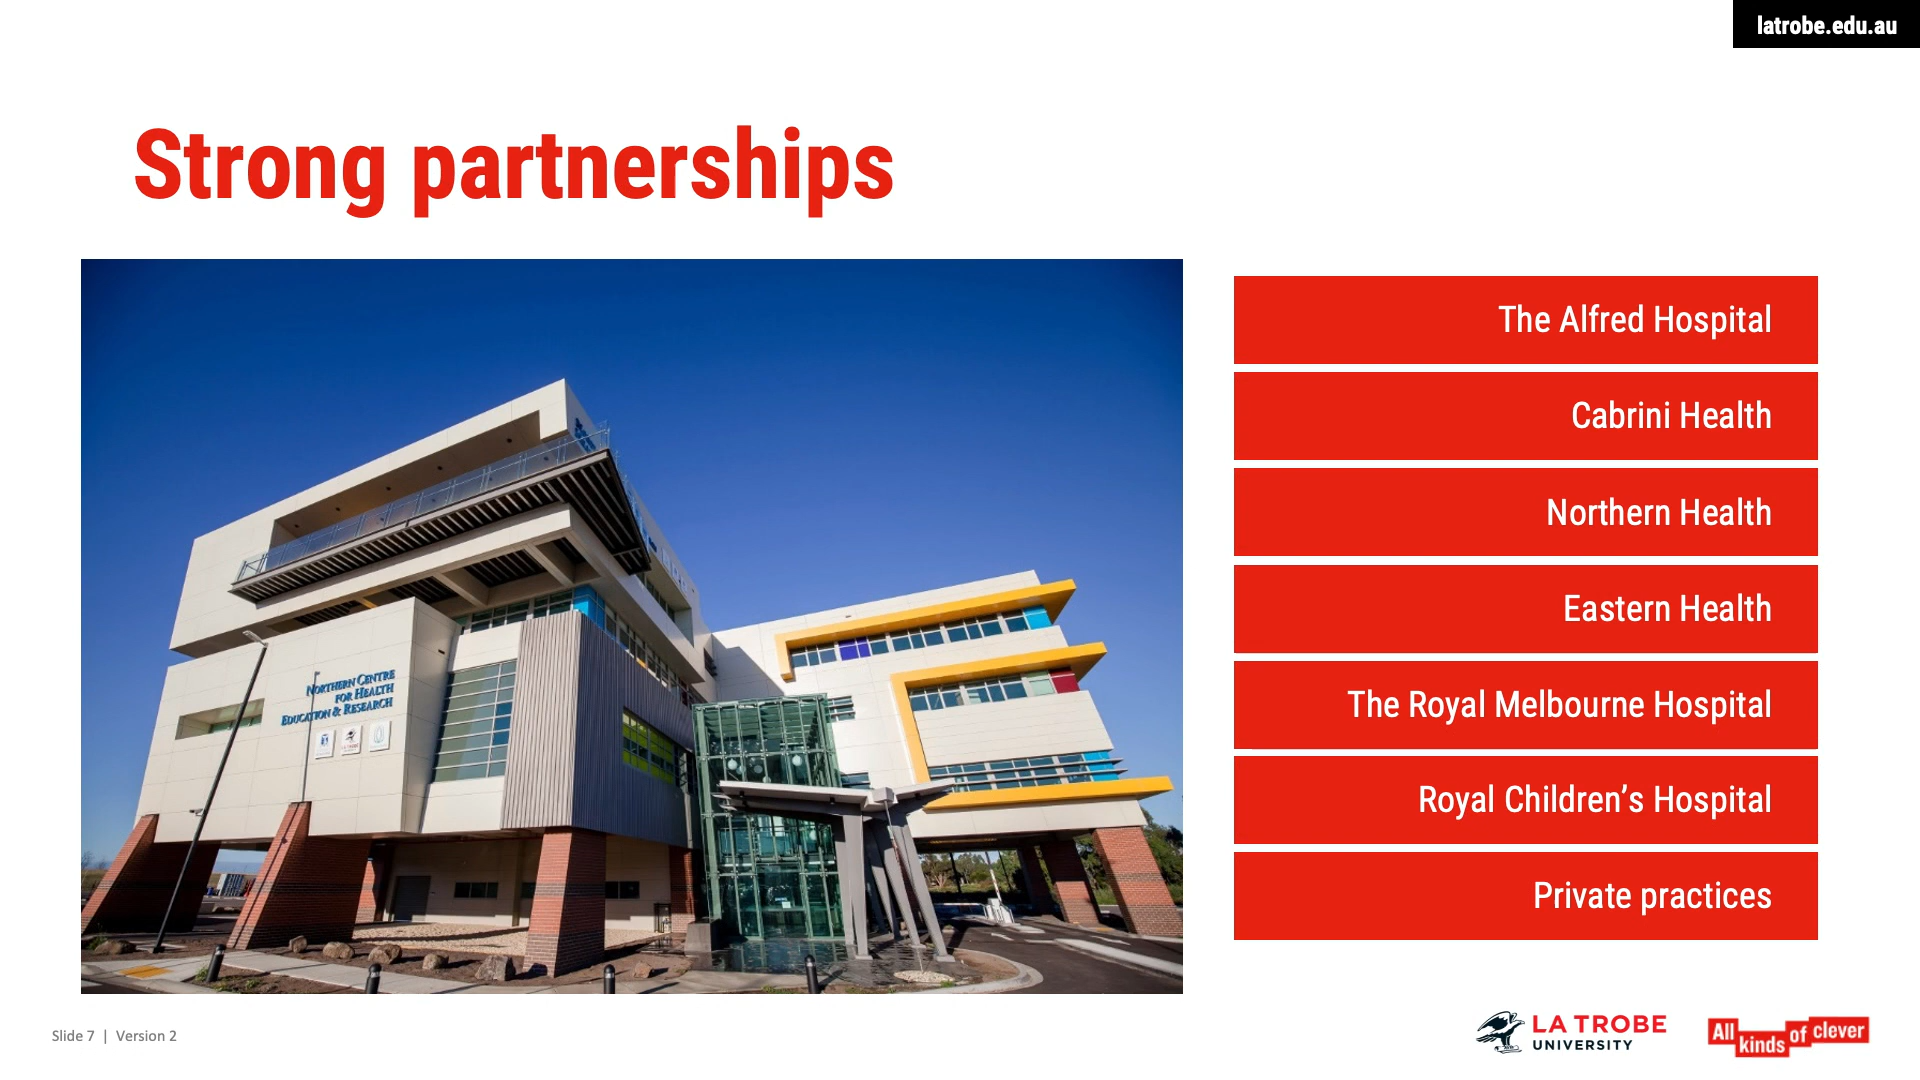 latrobe.edu.au
Strong partnerships
NORTHERN CENTRE
FOR HEALTH
EDUCATION & RESEARCH
LA TROBE
The Alfred Hospital
Cabrini Health
Northern Health
Eastern Health
The Royal Melbourne Hospital
Royal Children’s Hospital
Private practices
Slide 7 | Version 2
LA TROBE
UNIVERSITY
All
kinds
of
clever